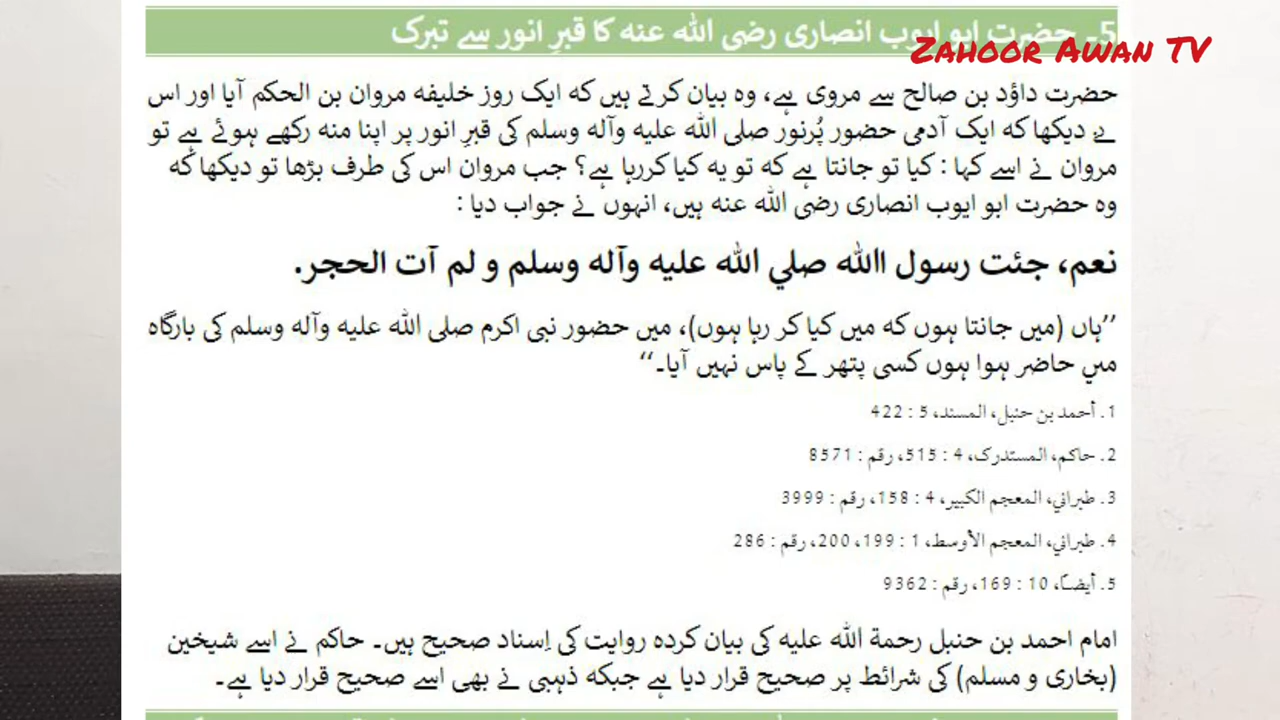 5۔ حضرت ابو ایوب انصاری رضی اللہ عنہ کا قبرِ انور سے تبرک
Zahoor Awan TV
حضرت داؤد بن صالح سے مروی ہے، وہ بیان کرتے ہیں کہ ایک روز خلیفہ مروان بن الحکم آیا اور اس
نے دیکھا کہ ایک آدمی حضور پُرنور صلی اللہ علیہ وآلہ وسلم کی قبرِ انور پر اپنا منہ رکھے ہوئے ہے تو
مروان نے اسے کہا : کیا تو جانتا ہے کہ تو یہ کیا کررہا ہے؟ جب مروان اس کی طرف بڑھا تو دیکھا کہ
وہ حضرت ابو ایوب انصاری رضی اللہ عنہ ہیں، انہوں نے جواب دیا :
نعم، جئت رسول اﷲ صلي الله عليه وآله وسلم و لم آت الحجر.
’’ہاں (میں جانتا ہوں کہ میں کیا کر رہا ہوں)، میں حضور نبی اکرم صلی اللہ علیہ وآلہ وسلم کی بارگاہ
میں حاضر ہوا ہوں کسی پتھر کے پاس نہیں آیا۔‘‘
1. أحمد بن حنبل، المسند، 5 : 422
2. حاکم، المستدرک، 4 : 515، رقم : 8571
3. طبراني، المعجم الکبير، 4 : 158، رقم : 3999
4. طبراني، المعجم الأوسط، 1 : 199، 200، رقم : 286
5. أيضاً، 10 : 169، رقم : 9362
امام احمد بن حنبل رحمۃ اللہ علیہ کی بیان کردہ روایت کی اِسناد صحیح ہیں۔ حاکم نے اسے شیخین
(بخاری و مسلم) کی شرائط پر صحیح قرار دیا ہے جبکہ ذہبی نے بھی اسے صحیح قرار دیا ہے۔